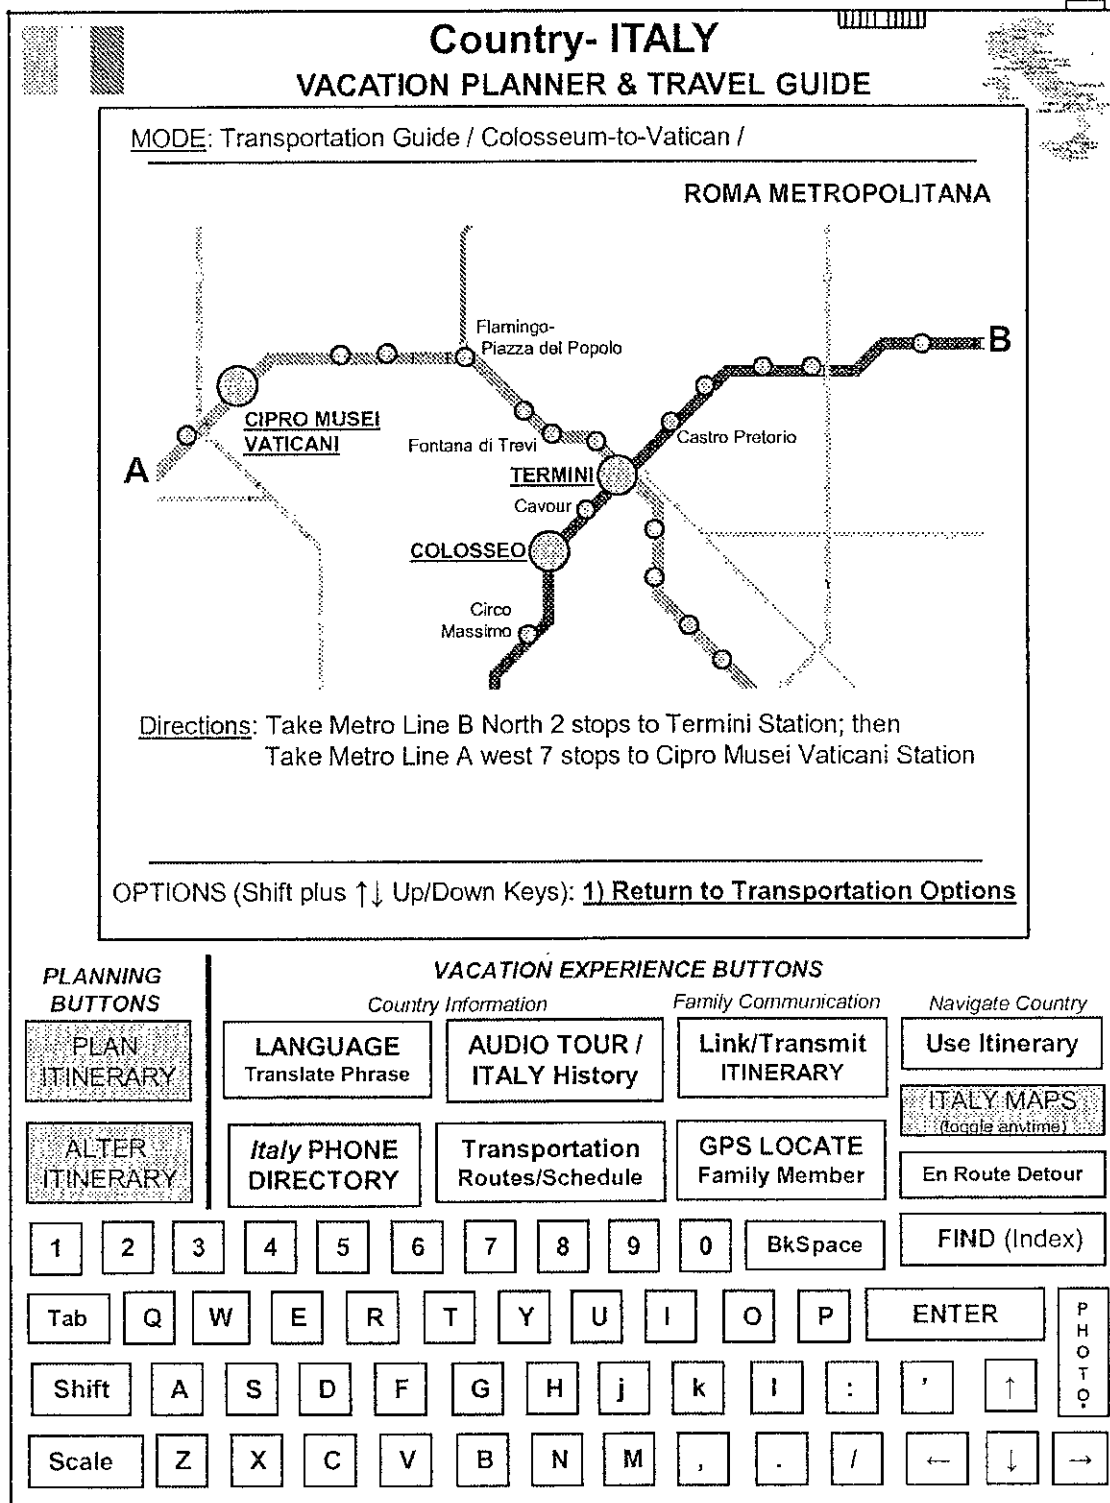 Country- ITALY
VACATION PLANNER & TRAVEL GUIDE
MODE: Transportation Guide / Colosseum-to-Vatican /
ROMA METROPOLITANA
Flamingo-
Piazza del Popolo
B
CIPRO MUSEI
VATICANI
Fontana di Trevi
Castro Pretorio
A
TERMINI
Cavour
COLOSSEO
Circo
Massimo
Directions: Take Metro Line B North 2 stops to Termini Station; then
Take Metro Line A west 7 stops to Cipro Musei Vaticani Station
OPTIONS (Shift plus ↑↓ Up/Down Keys): 1) Return to Transportation Options
PLANNING
BUTTONS
VACATION EXPERIENCE BUTTONS
Country Information
Family Communication
Navigate Country
PLAN
ITINERARY
LANGUAGE
Translate Phrase
AUDIO TOUR /
ITALY History
Link/Transmit
ITINERARY
Use Itinerary
ITALY MAPS
(toggle anytime)
ALTER
ITINERARY
Italy PHONE
DIRECTORY
Transportation
Routes/Schedule
GPS LOCATE
Family Member
En Route Detour
1 2 3 4 5 6 7 8 9 0 BkSpace FIND (Index)
Tab Q W E R T Y U I O P ENTER
PHOTO
Shift A S D F G H j k l : ' ↑
Scale Z X C V B N M , . / ← ↓ →